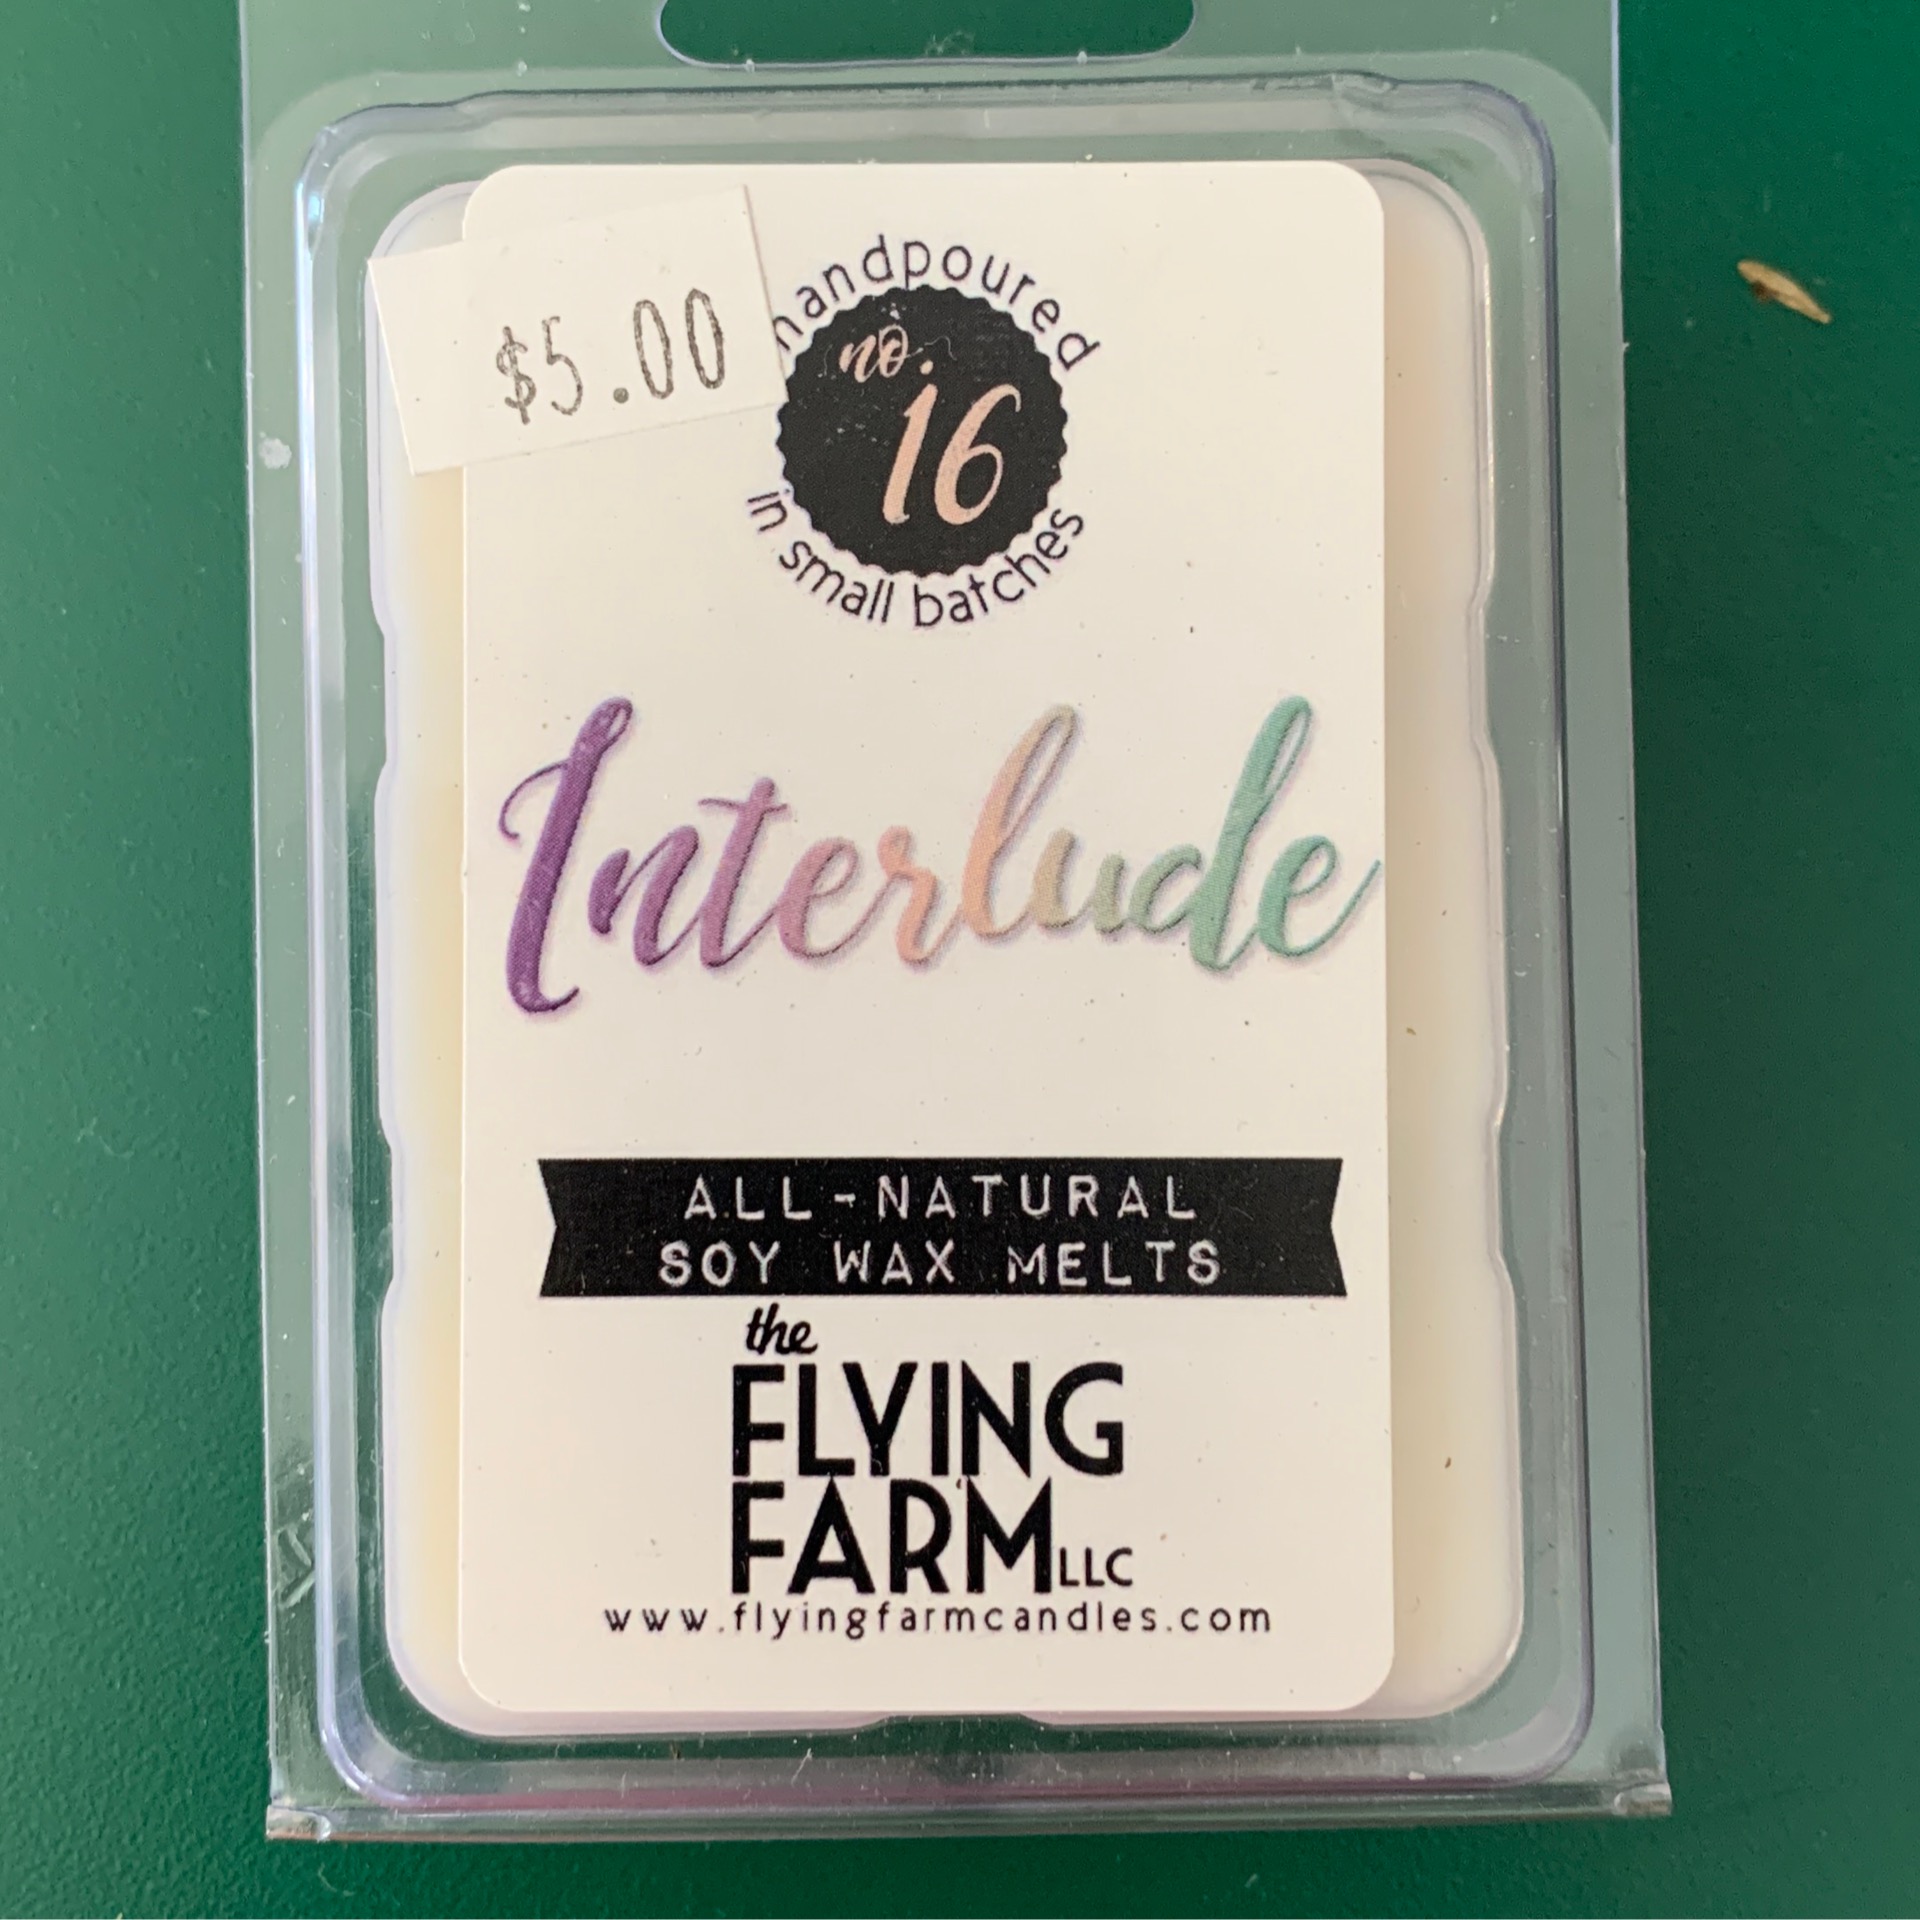 $5.00
handpoured
no.
16
in small batches
Interlude
ALL-NATURAL
SOY WAX MELTS
the
FLYING
FARM LLC
www.flyingfarmcandles.com